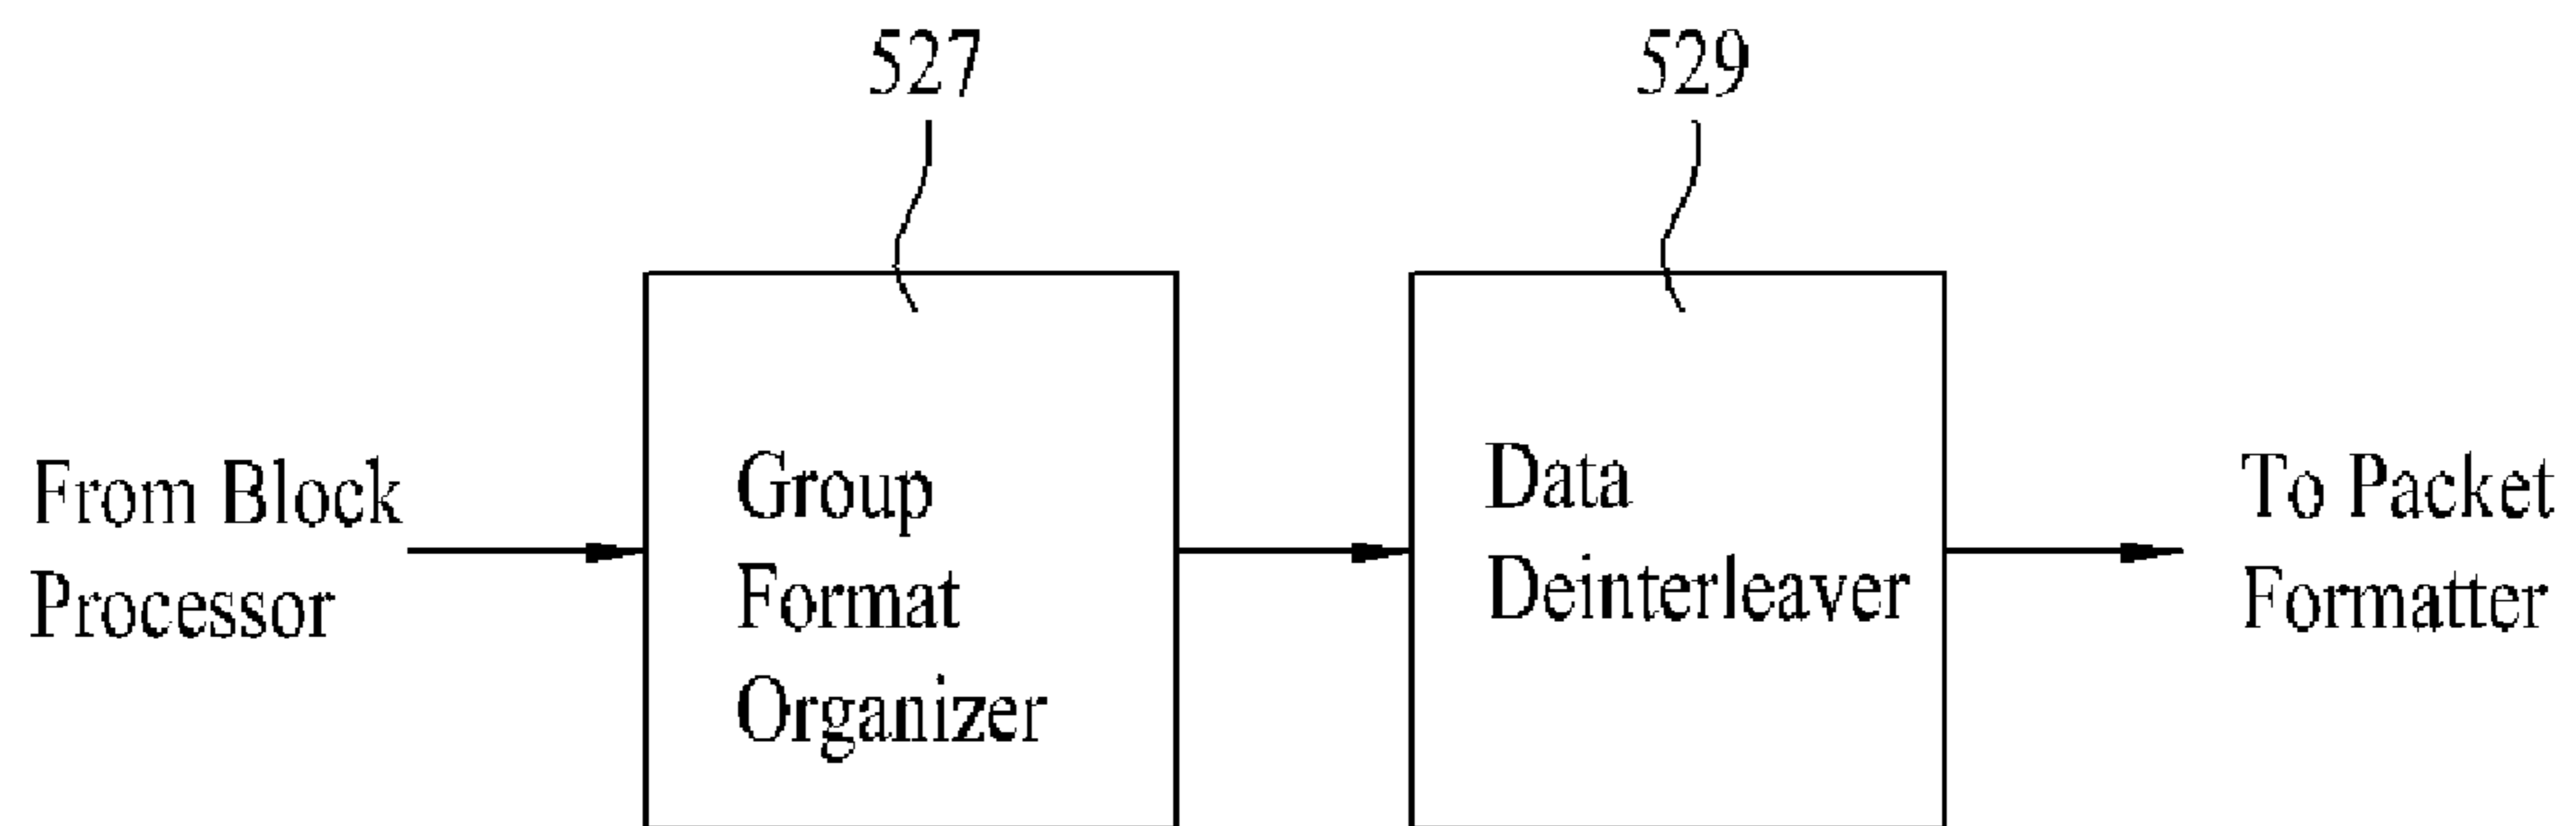 527
529
From Block
Processor
Group
Format
Organizer
Data
Deinterleaver
To Packet
Formatter